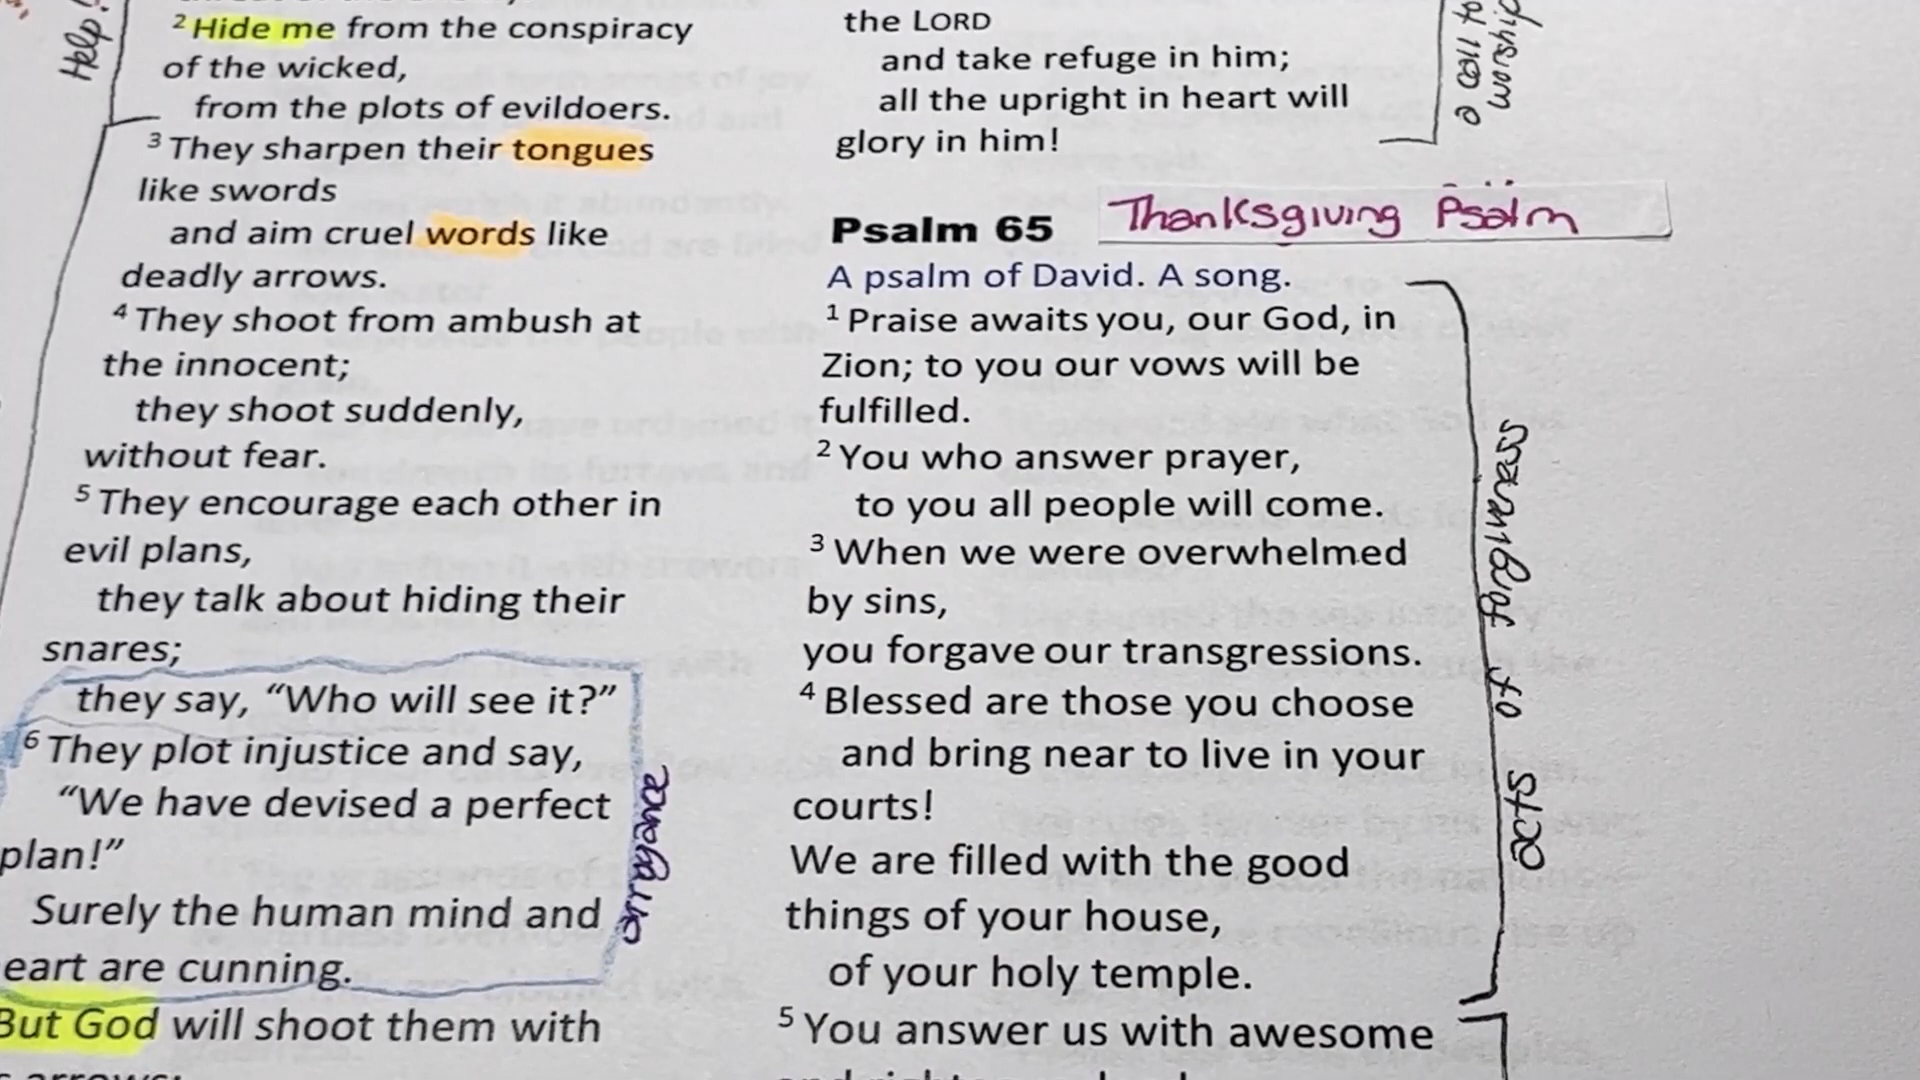 Help!
2 Hide me from the conspiracy
of the wicked,
from the plots of evildoers.
3 They sharpen their tongues
like swords
and aim cruel words like
deadly arrows.
4 They shoot from ambush at
the innocent;
they shoot suddenly,
without fear.
5 They encourage each other in
evil plans,
they talk about hiding their
snares;
they say, “Who will see it?”
6 They plot injustice and say,
“We have devised a perfect
plan!”
Surely the human mind and
eart are cunning.
But God will shoot them with
arrogance
the LORD
and take refuge in him;
all the upright in heart will
glory in him!
worship
Psalm 65
Thanksgiving Psalm
A psalm of David. A song.
1 Praise awaits you, our God, in
Zion; to you our vows will be
fulfilled.
2 You who answer prayer,
to you all people will come.
3 When we were overwhelmed
by sins,
you forgave our transgressions.
4 Blessed are those you choose
and bring near to live in your
courts!
We are filled with the good
things of your house,
of your holy temple.
5 You answer us with awesome
acts of forgiveness